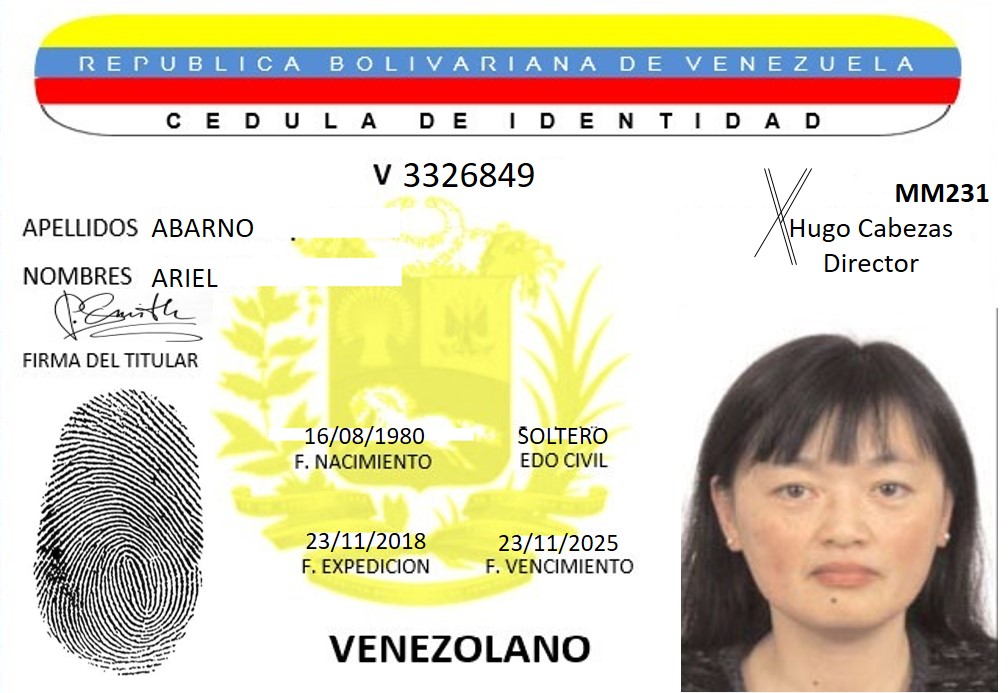 REPUBLICA BOLIVARIANA DE VENEZUELA
CEDULA DE IDENTIDAD
V 3326849
MM231
APELLIDOS ABARNO
Hugo Cabezas
Director
NOMBRES ARIEL
FIRMA DEL TITULAR
16/08/1980 SOLTERO
F. NACIMIENTO EDO CIVIL
23/11/2018 23/11/2025
F. EXPEDICION F. VENCIMIENTO
VENEZOLANO